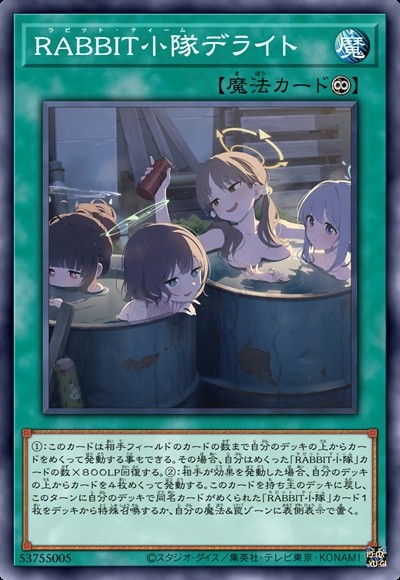 ラビット・ティーム
RABBIT小隊デライト
魔
【魔法カード】
①:このカードは相手フィールドのカードの数まで自分のデッキの上からカー
ドをめくって発動する事もできる。その場合、自分はめくった「RABBIT小隊」カ
ードの数×800LP回復する。②:相手が効果を発動した場合、自分のデッキ
の上からカードを4枚めくって発動する。このカードを持ち主のデッキに戻し、
このターンに自分のデッキで同名カードがめくられた「RABBIT小隊」カード1
枚をデッキから特殊召喚するか、自分の魔法&罠ゾーンに表側表示で置く。
53755005
©スタジオ・ダイス／集英社・テレビ東京・KONAMI